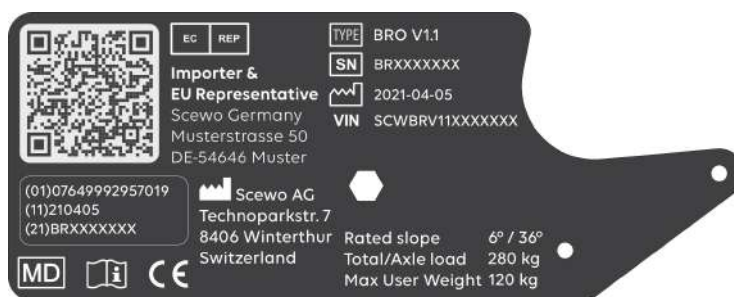 EC REP
Importer &
EU Representative
Scewo Germany
Musterstrasse 50
DE-54646 Muster
TYPE BRO V1.1
SN BRXXXXXXX
2021-04-05
VIN SCWBRV11XXXXXXX
(01)07649992957019
(11)210405
(21)BRXXXXXXX
Scewo AG
Technoparkstr. 7
8406 Winterthur
Switzerland
Rated slope 6° / 36°
Total/Axle load 280 kg
Max User Weight 120 kg
MD i CE